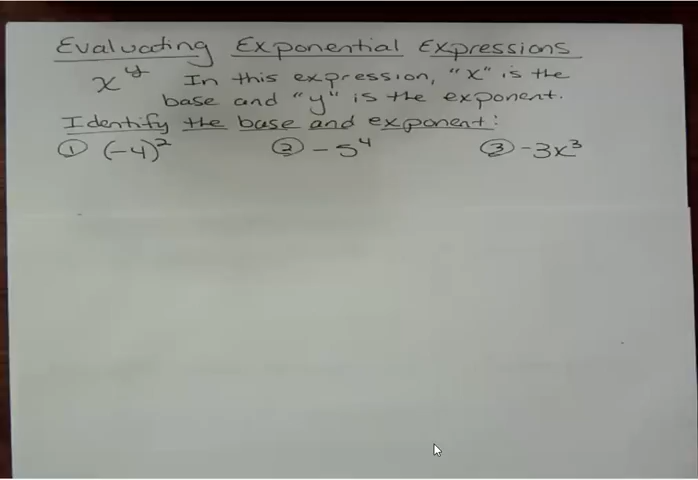 Evaluating Exponential Expressions
x^y In this expression, "x" is the
base and "y" is the exponent.
Identify the base and exponent:
① (-4)² ② -5⁴ ③ -3x³